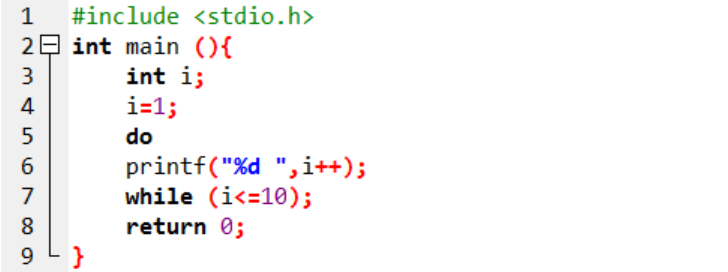 1 #include <stdio.h>
2 int main (){
3 int i;
4 i=1;
5 do
6 printf("%d ",i++);
7 while (i<=10);
8 return 0;
9 }